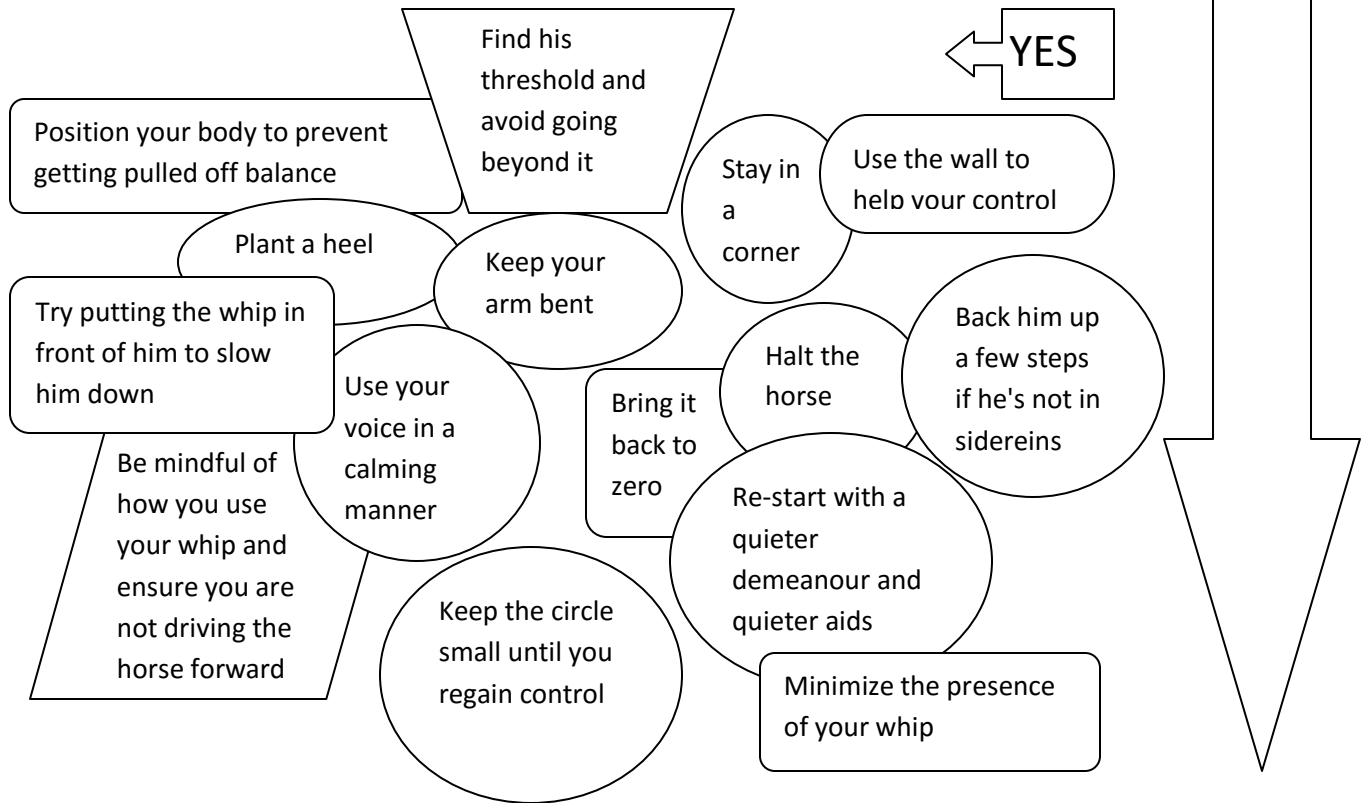 Find his
threshold and
avoid going
beyond it
YES
Position your body to prevent
getting pulled off balance
Stay in
a
corner
Use the wall to
help your control
Plant a heel
Keep your
arm bent
Try putting the whip in
front of him to slow
him down
Use your
voice in a
calming
manner
Halt the
horse
Back him up
a few steps
if he's not in
sidereins
Bring it
back to
zero
Be mindful of
how you use
your whip and
ensure you are
not driving the
horse forward
Re-start with a
quieter
demeanour and
quieter aids
Keep the circle
small until you
regain control
Minimize the presence
of your whip